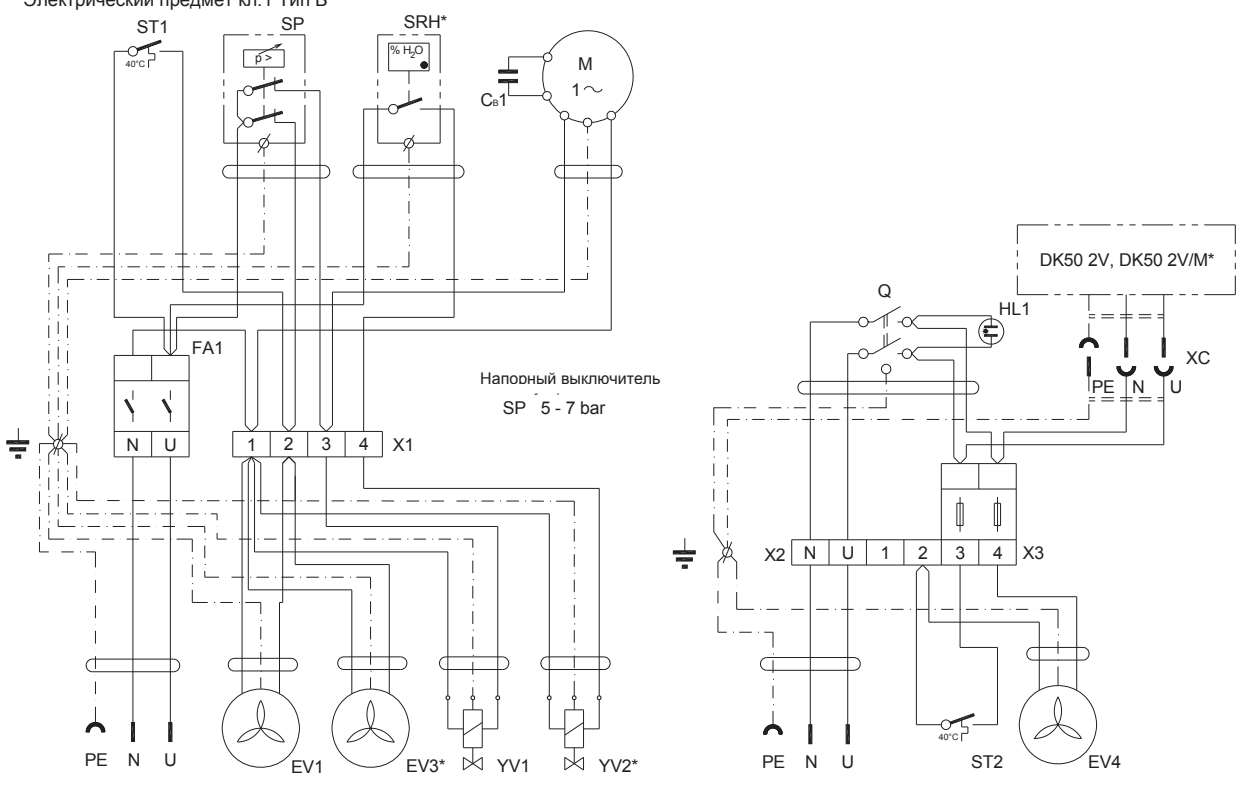 Электрический предмет кл.1 Тип B
ST1
SP
SRH*
40°C
p >
% H2O
M
1~
CB1
DK50 2V, DK50 2V/M*
Q
HL1
XC
PE N U
FA1
Напорный выключитель
SP 5 - 7 bar
N U
1 2 3 4 X1
X2 N U 1 2 3 4 X3
40°C
PE N U
EV1
EV3*
YV1
YV2*
PE N U
ST2
EV4